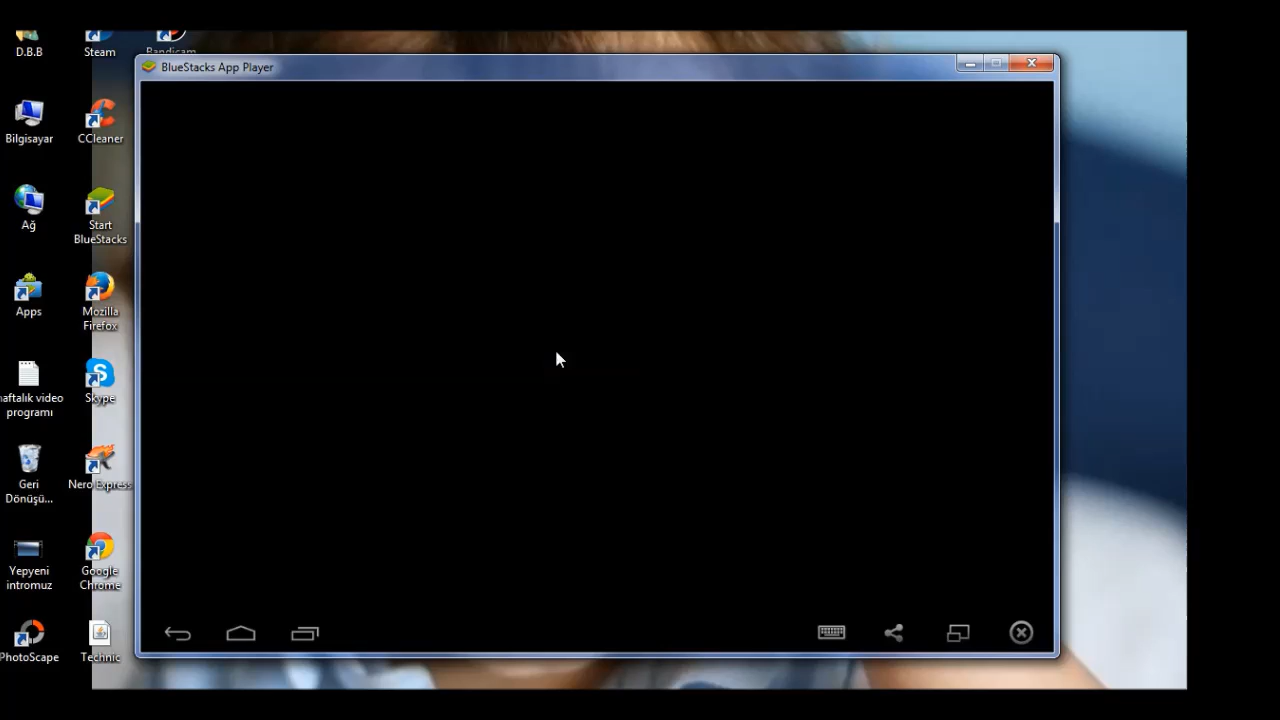 D.B.B
Steam
Bandicam
BlueStacks App Player
Bilgisayar
CCleaner
Ağ
Start
BlueStacks
Apps
Mozilla
Firefox
haftalık video
programı
Skype
Geri
Dönüşü...
Nero Express
Yepyeni
intromuz
Google
Chrome
PhotoScape
Technic